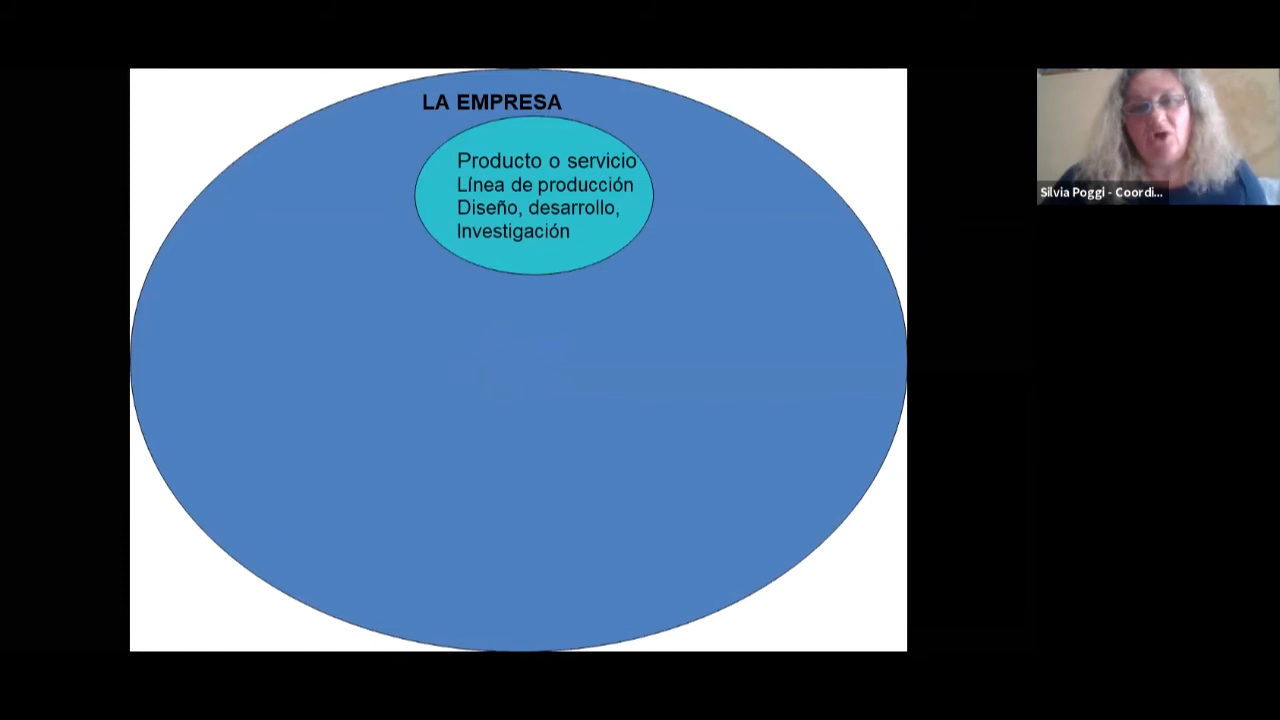 LA EMPRESA
Producto o servicio
Línea de producción
Diseño, desarrollo,
Investigación
Silvia Poggi - Coordi...